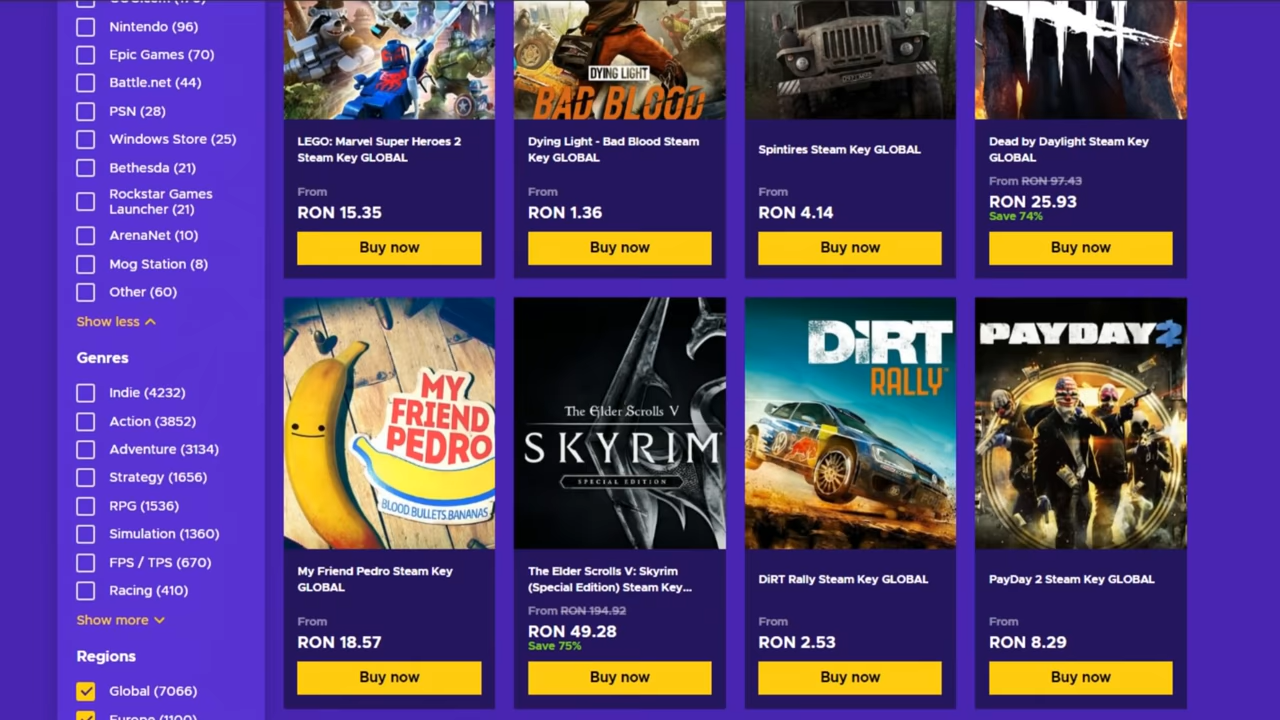 Nintendo (96)
Epic Games (70)
Battle.net (44)
PSN (28)
Windows Store (25)
Bethesda (21)
Rockstar Games
Launcher (21)
ArenaNet (10)
Mog Station (8)
Other (60)
Show less
Genres
Indie (4232)
Action (3852)
Adventure (3134)
Strategy (1656)
RPG (1536)
Simulation (1360)
FPS / TPS (670)
Racing (410)
Show more
Regions
Global (7066)
Europe (1100)
LEGO: Marvel Super Heroes 2
Steam Key GLOBAL
From
RON 15.35
Buy now
DYING LIGHT
BAD BLOOD
Dying Light - Bad Blood Steam
Key GLOBAL
From
RON 1.36
Buy now
Spintires Steam Key GLOBAL
From
RON 4.14
Buy now
Dead by Daylight Steam Key
GLOBAL
From RON 97.43
RON 25.93
Save 74%
Buy now
MY
FRIEND
PEDRO
BLOOD BULLETS BANANAS
My Friend Pedro Steam Key
GLOBAL
From
RON 18.57
Buy now
The Elder Scrolls V
SKYRIM
SPECIAL EDITION
The Elder Scrolls V: Skyrim
(Special Edition) Steam Key...
From RON 194.92
RON 49.28
Save 75%
Buy now
DiRT
RALLY
DiRT Rally Steam Key GLOBAL
From
RON 2.53
Buy now
PAYDAY 2
PayDay 2 Steam Key GLOBAL
From
RON 8.29
Buy now